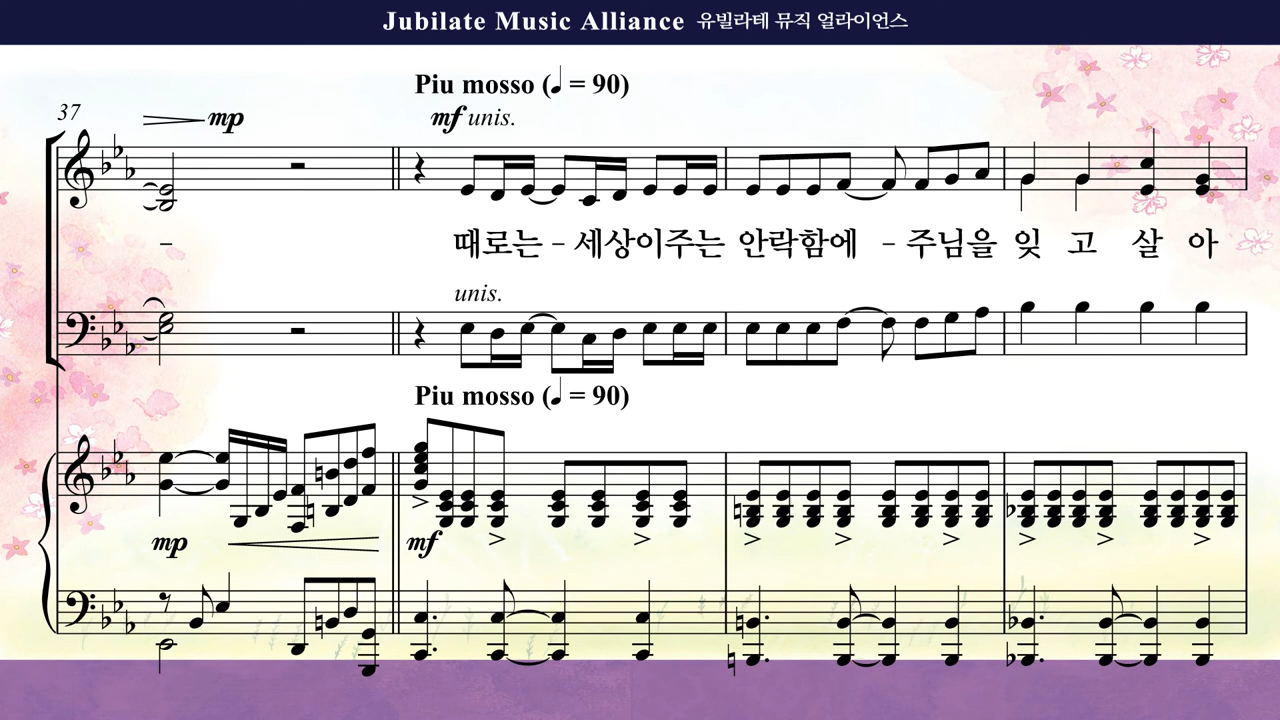 Jubilate Music Alliance 유빌라테 뮤직 얼라이언스
Piu mosso (♩ = 90)
37
mp
mf unis.
- 때로는 - 세상이주는 안락함에 - 주님을 잊 고 살 아
unis.
Piu mosso (♩ = 90)
mp mf